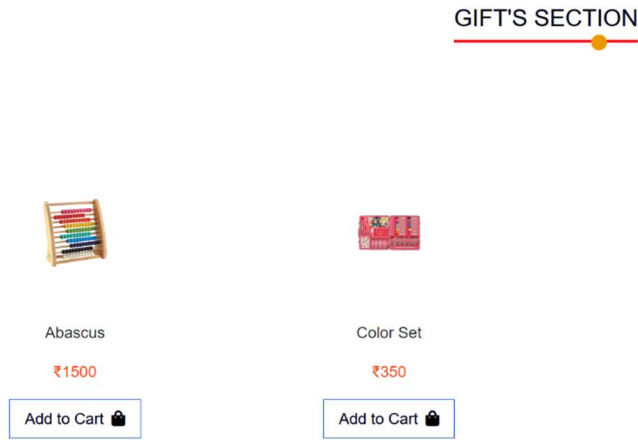 GIFT'S SECTION
Abascus
Color Set
₹1500
₹350
Add to Cart
Add to Cart